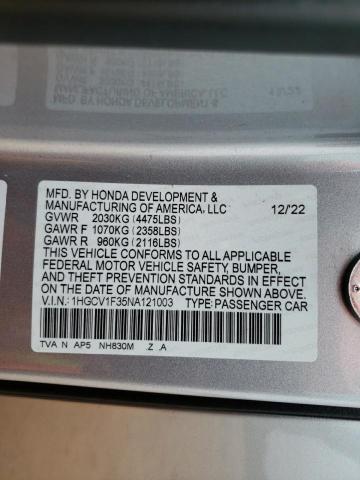 MFD. BY HONDA DEVELOPMENT &
MANUFACTURING OF AMERICA, LLC 12/22
GVWR 2030KG (4475LBS)
GAWR F 1070KG (2358LBS)
GAWR R 960KG (2116LBS)
THIS VEHICLE CONFORMS TO ALL APPLICABLE
FEDERAL MOTOR VEHICLE SAFETY, BUMPER,
AND THEFT PREVENTION STANDARDS IN EFFECT
ON THE DATE OF MANUFACTURE SHOWN ABOVE.
V.I.N.: 1HGCV1F35NA121003 TYPE: PASSENGER CAR
TVA N AP5 NH830M .Z .A